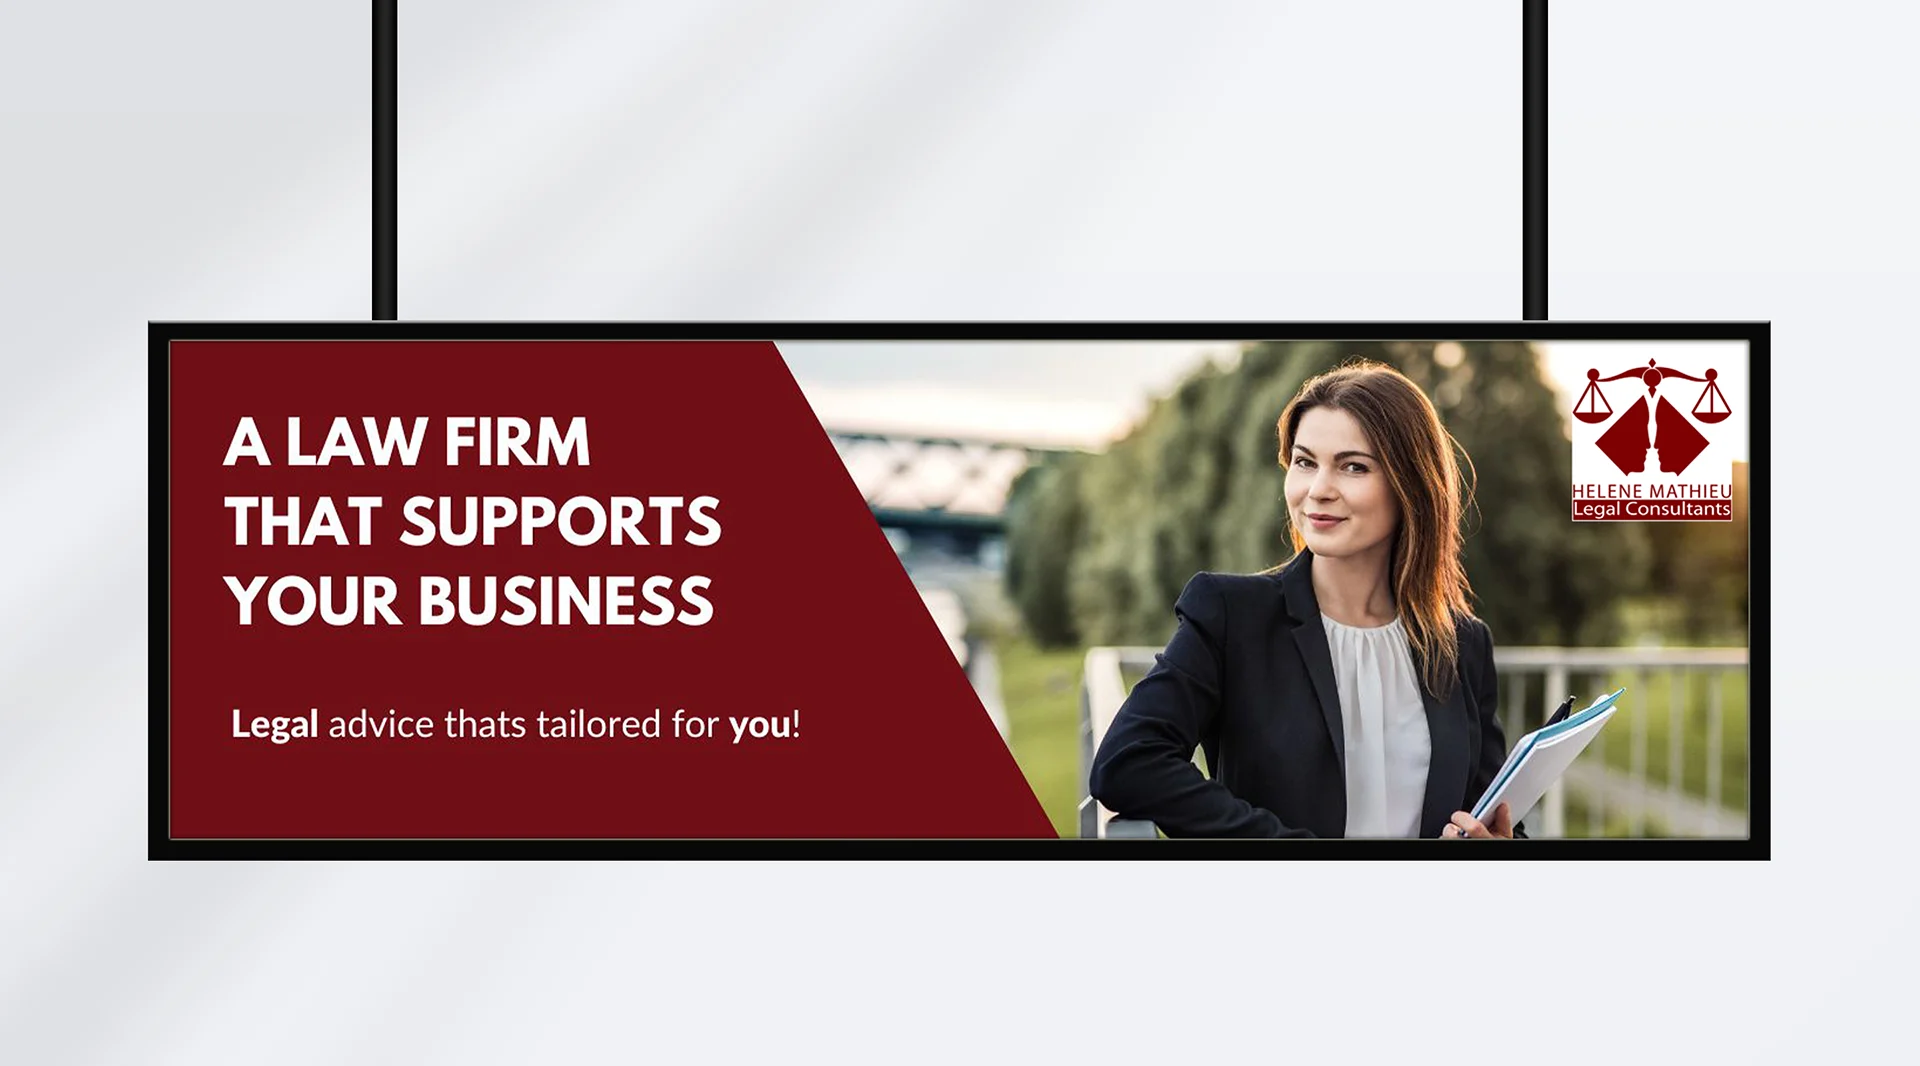 A LAW FIRM
THAT SUPPORTS
YOUR BUSINESS
Legal advice thats tailored for you!
HELENE MATHIEU
Legal Consultants